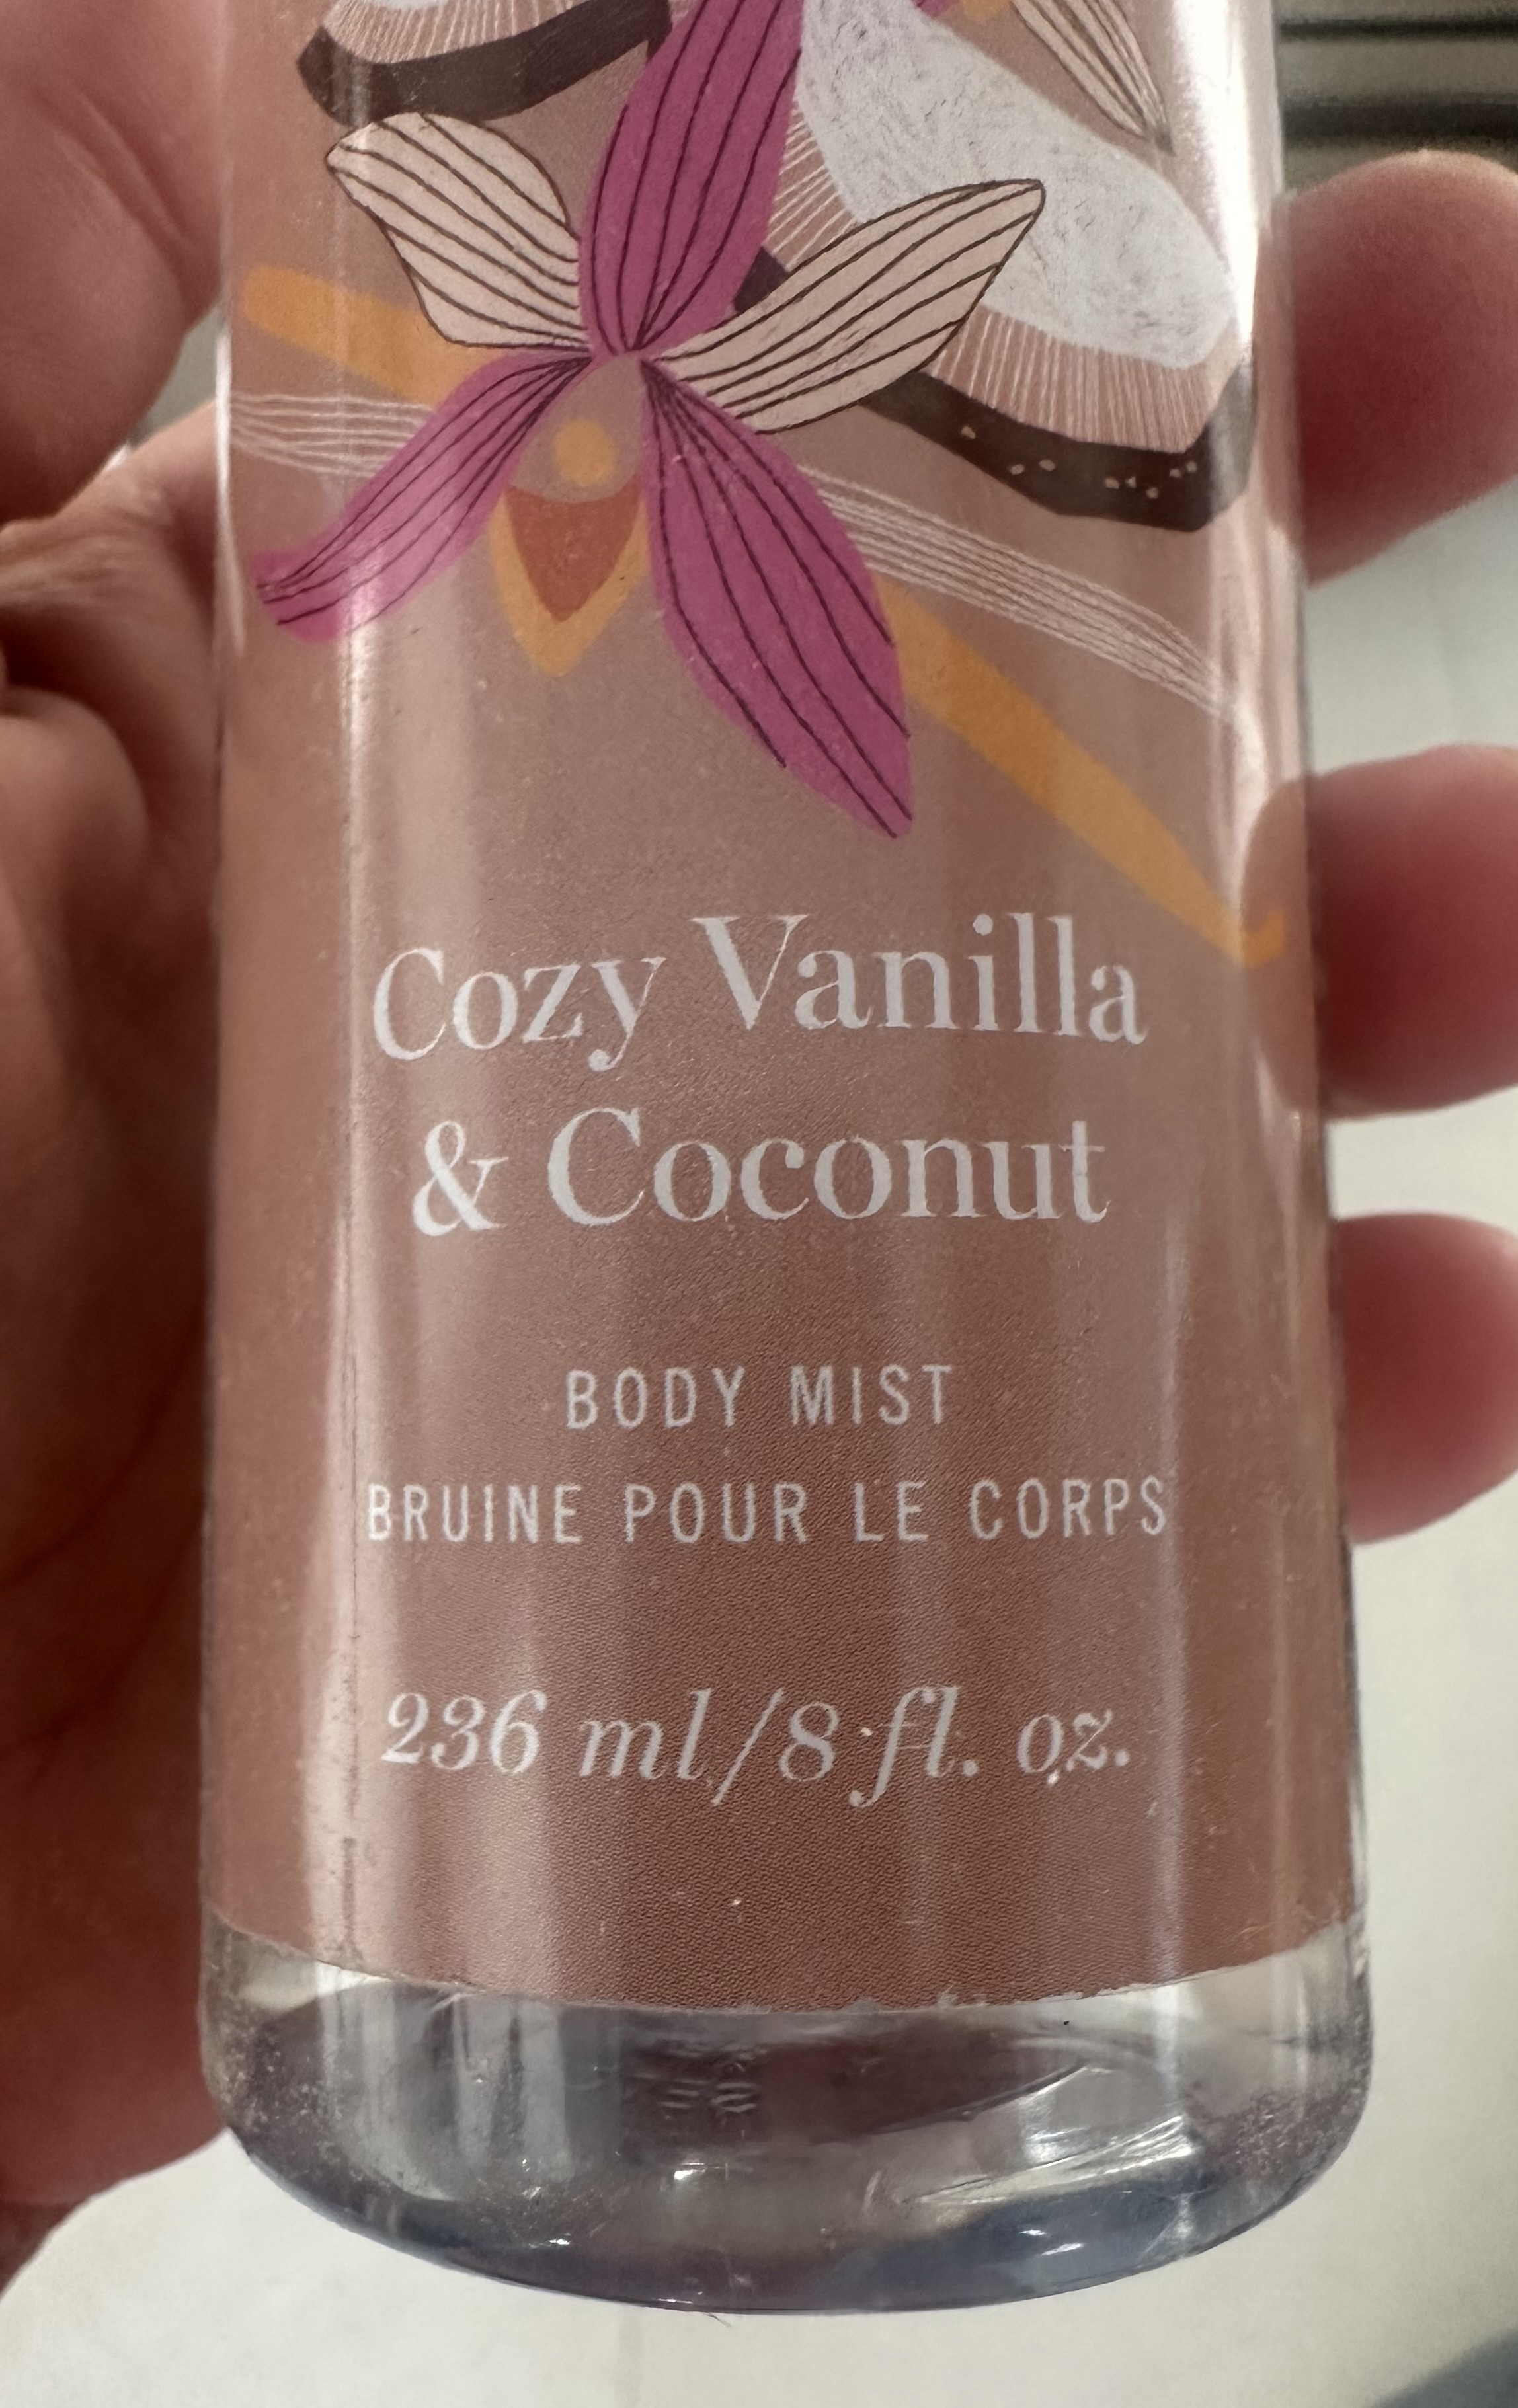 Cozy Vanilla
& Coconut
BODY MIST
BRUINE POUR LE CORPS
236 ml/8 fl. oz.